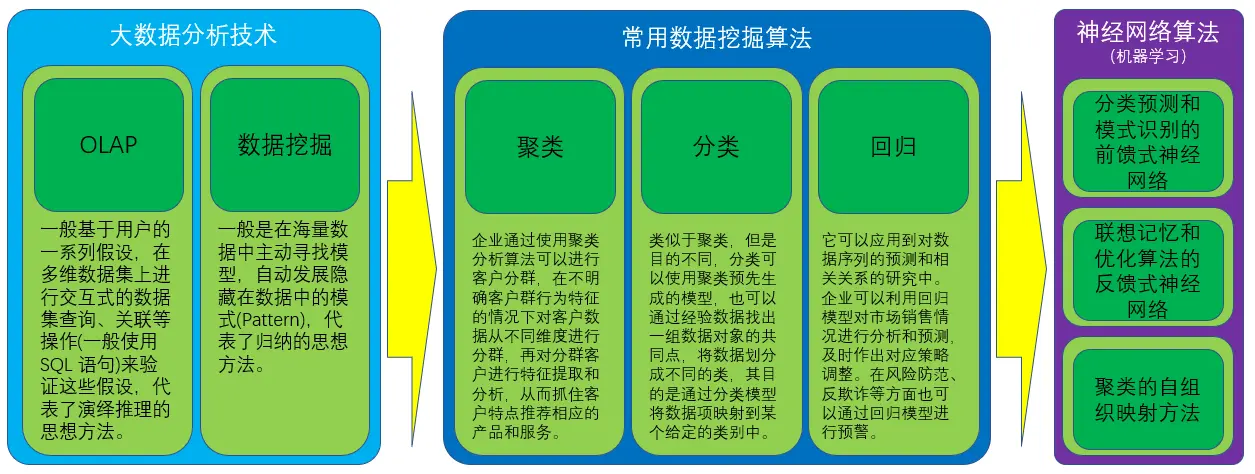 大数据分析技术
OLAP
一般基于用户的
一系列假设，在
多维数据集上进
行交互式的数据
集查询、关联等
操作(一般使用
SQL 语句)来验
证这些假设，代
表了演绎推理的
思想方法。
数据挖掘
一般是在海量数
据中主动寻找模
型，自动发展隐
藏在数据中的模
式(Pattern)，代
表了归纳的思想
方法。
常用数据挖掘算法
聚类
企业通过使用聚类
分析算法可以进行
客户分群，在不明
确客户群行为特征
的情况下对客户数
据从不同维度进行
分群，再对分群客
户进行特征提取和
分析，从而抓住客
户特点推荐相应的
产品和服务。
分类
类似于聚类，但是
目的不同，分类可
以使用聚类预先生
成的模型，也可以
通过经验数据找出
一组数据对象的共
同点，将数据划分
成不同的类，其目
的是通过分类模型
将数据项映射到某
个给定的类别中。
回归
它可以应用到对数
据序列的预测和相
关关系的研究中。
企业可以利用回归
模型对市场销售情
况进行分析和预测，
及时作出对应策略
调整。在风险防范、
反欺诈等方面也可
以通过回归模型进
行预警。
神经网络算法
(机器学习)
分类预测和
模式识别的
前馈式神经
网络
联想记忆和
优化算法的
反馈式神经
网络
聚类的自组
织映射方法